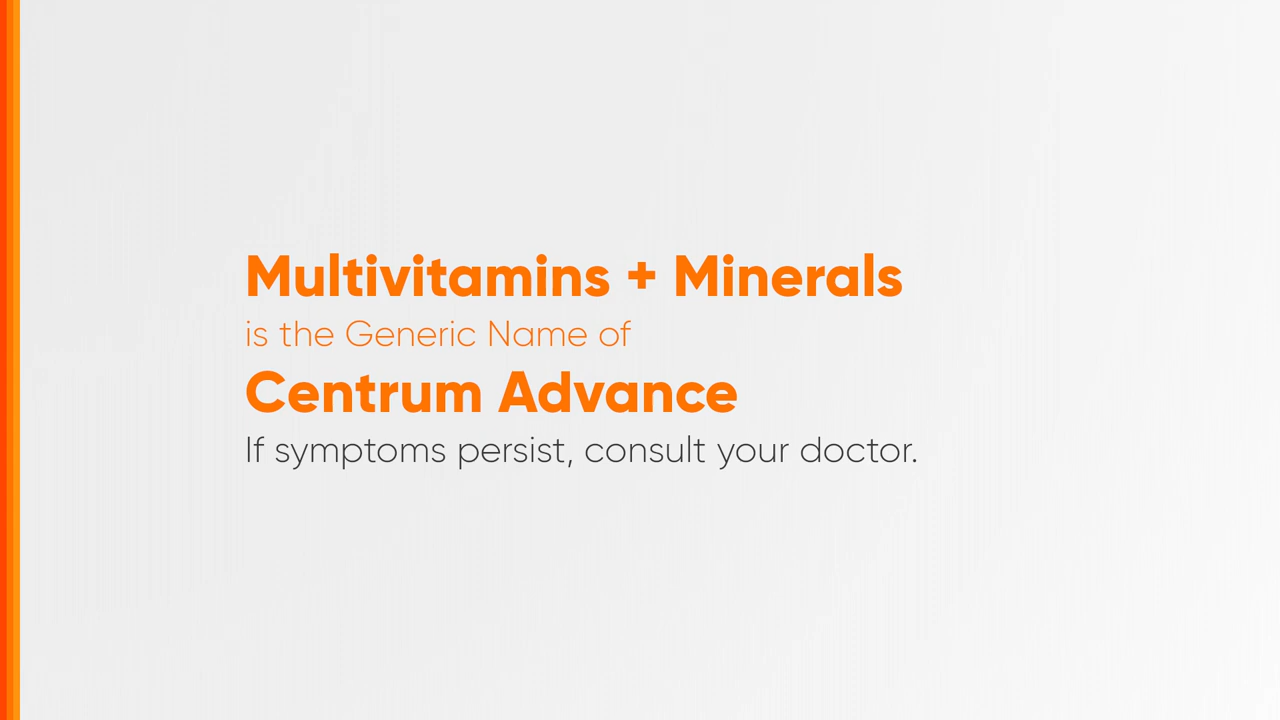 Multivitamins + Minerals
is the Generic Name of
Centrum Advance
If symptoms persist, consult your doctor.